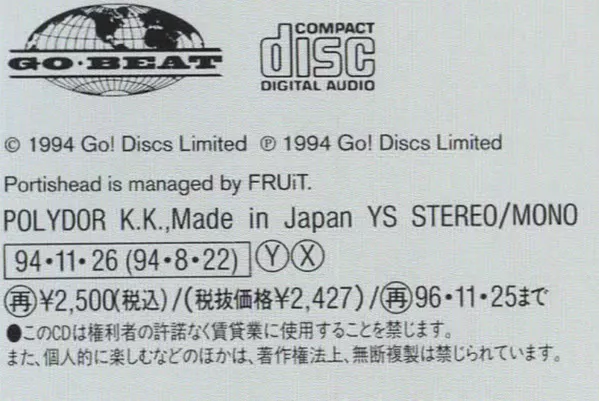 GO·BEAT
COMPACT
disc
DIGITAL AUDIO
© 1994 Go! Discs Limited ℗ 1994 Go! Discs Limited
Portishead is managed by FRUiT.
POLYDOR K.K.,Made in Japan YS STEREO/MONO
94·11·26 (94·8·22) Ⓨ Ⓧ
㊢¥2,500(税込)/(税抜価格¥2,427)/再96·11·25まで
●このCDは権利者の許諾なく賃貸業に使用することを禁じます。
また、個人的に楽しむなどのほかは、著作権法上、無断複製は禁じられています。